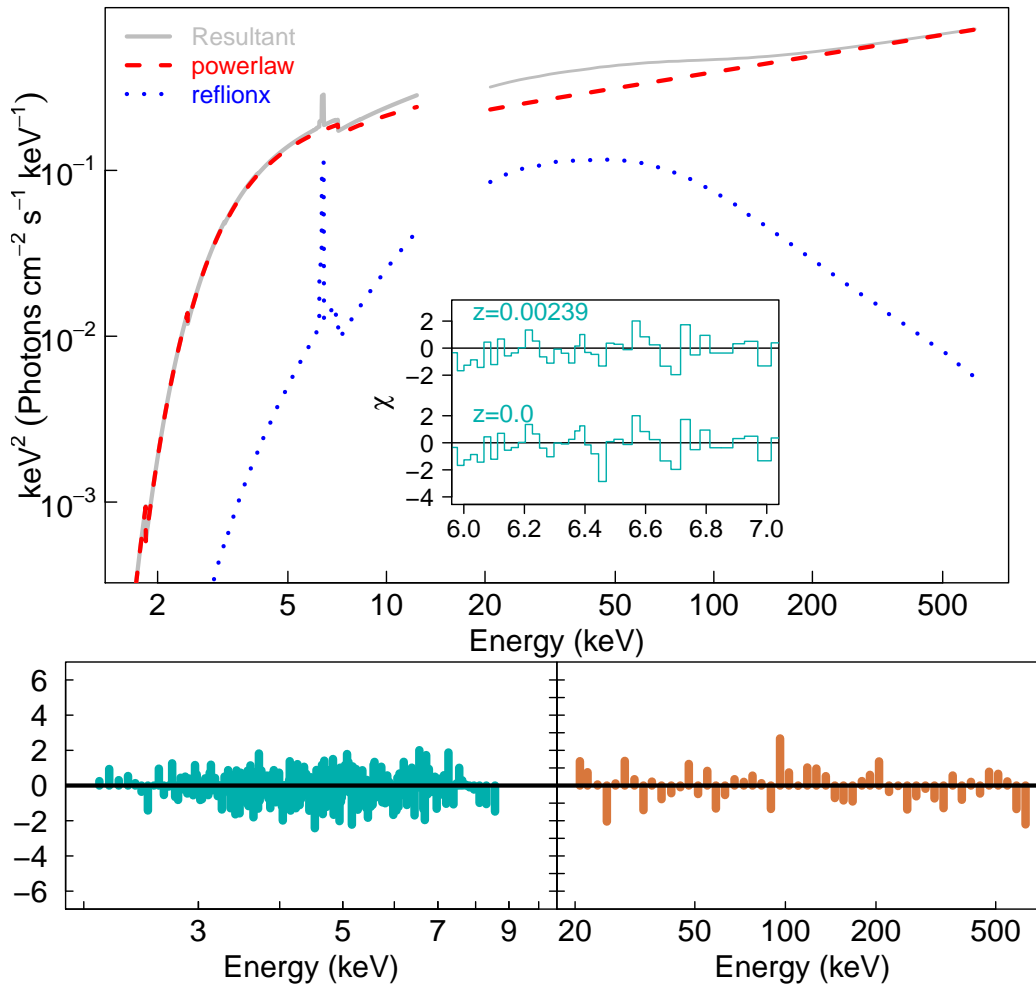 Resultant
powerlaw
reflionx
keV² (Photons cm⁻² s⁻¹ keV⁻¹)
10⁻¹
10⁻²
10⁻³
z=0.00239
2
0
−2
χ
z=0.0
2
0
−2
−4
6.0 6.2 6.4 6.6 6.8 7.0
2 5 10 20 50 100 200 500
Energy (keV)
6
4
2
0
−2
−4
−6
3 5 7 9 20 50 100 200 500
Energy (keV) Energy (keV)